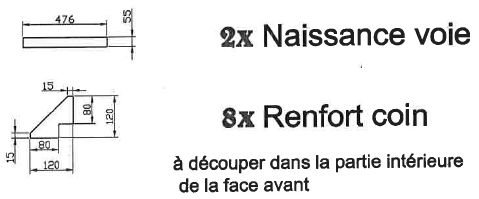 476
55
2x Naissance voie
15
80
120
15
80
120
8x Renfort coin
à découper dans la partie intérieure
de la face avant